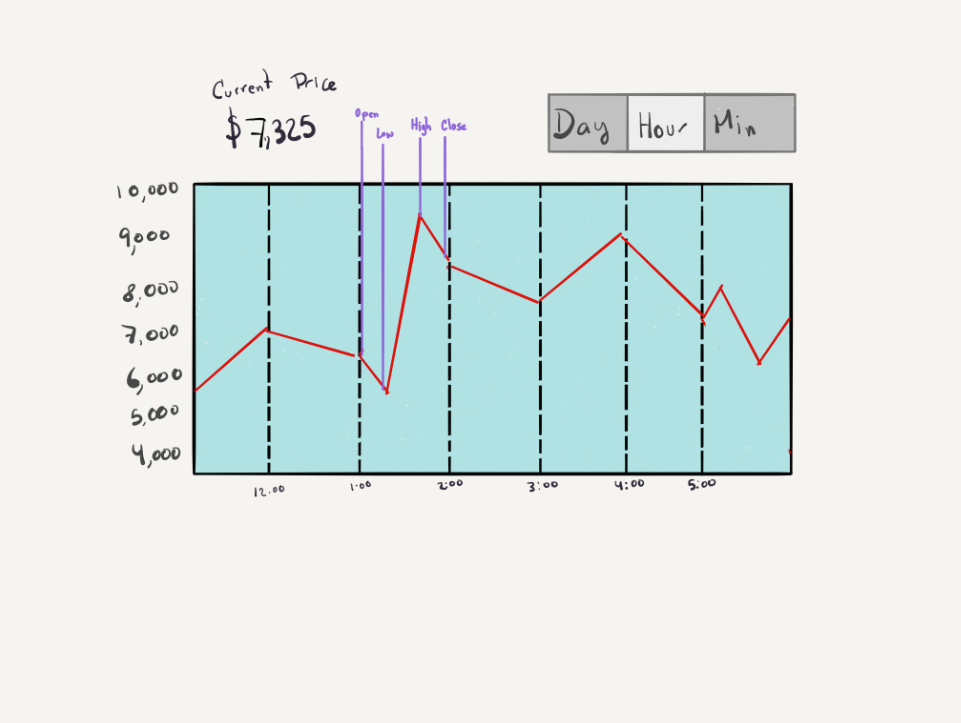 Current Price
$7,325
Open
Low
High
Close
Day
Hour
Min
10,000
9,000
8,000
7,000
6,000
5,000
4,000
12:00
1:00
2:00
3:00
4:00
5:00